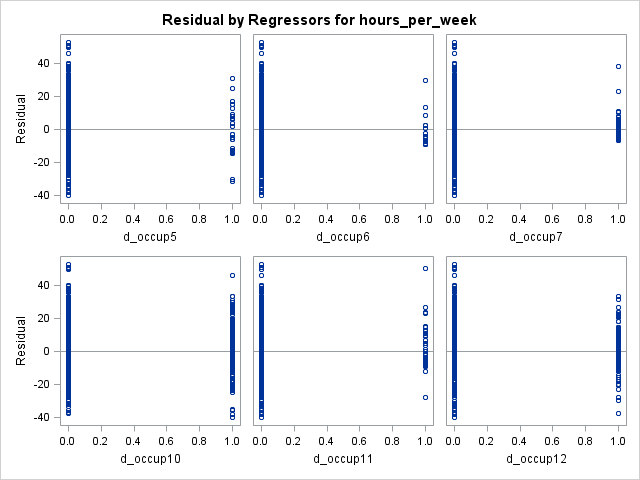 Residual by Regressors for hours_per_week
Residual
40
20
0
-20
-40
0.0 0.2 0.4 0.6 0.8 1.0
d_occup5
0.0 0.2 0.4 0.6 0.8 1.0
d_occup6
0.0 0.2 0.4 0.6 0.8 1.0
d_occup7
Residual
40
20
0
-20
-40
0.0 0.2 0.4 0.6 0.8 1.0
d_occup10
0.0 0.2 0.4 0.6 0.8 1.0
d_occup11
0.0 0.2 0.4 0.6 0.8 1.0
d_occup12